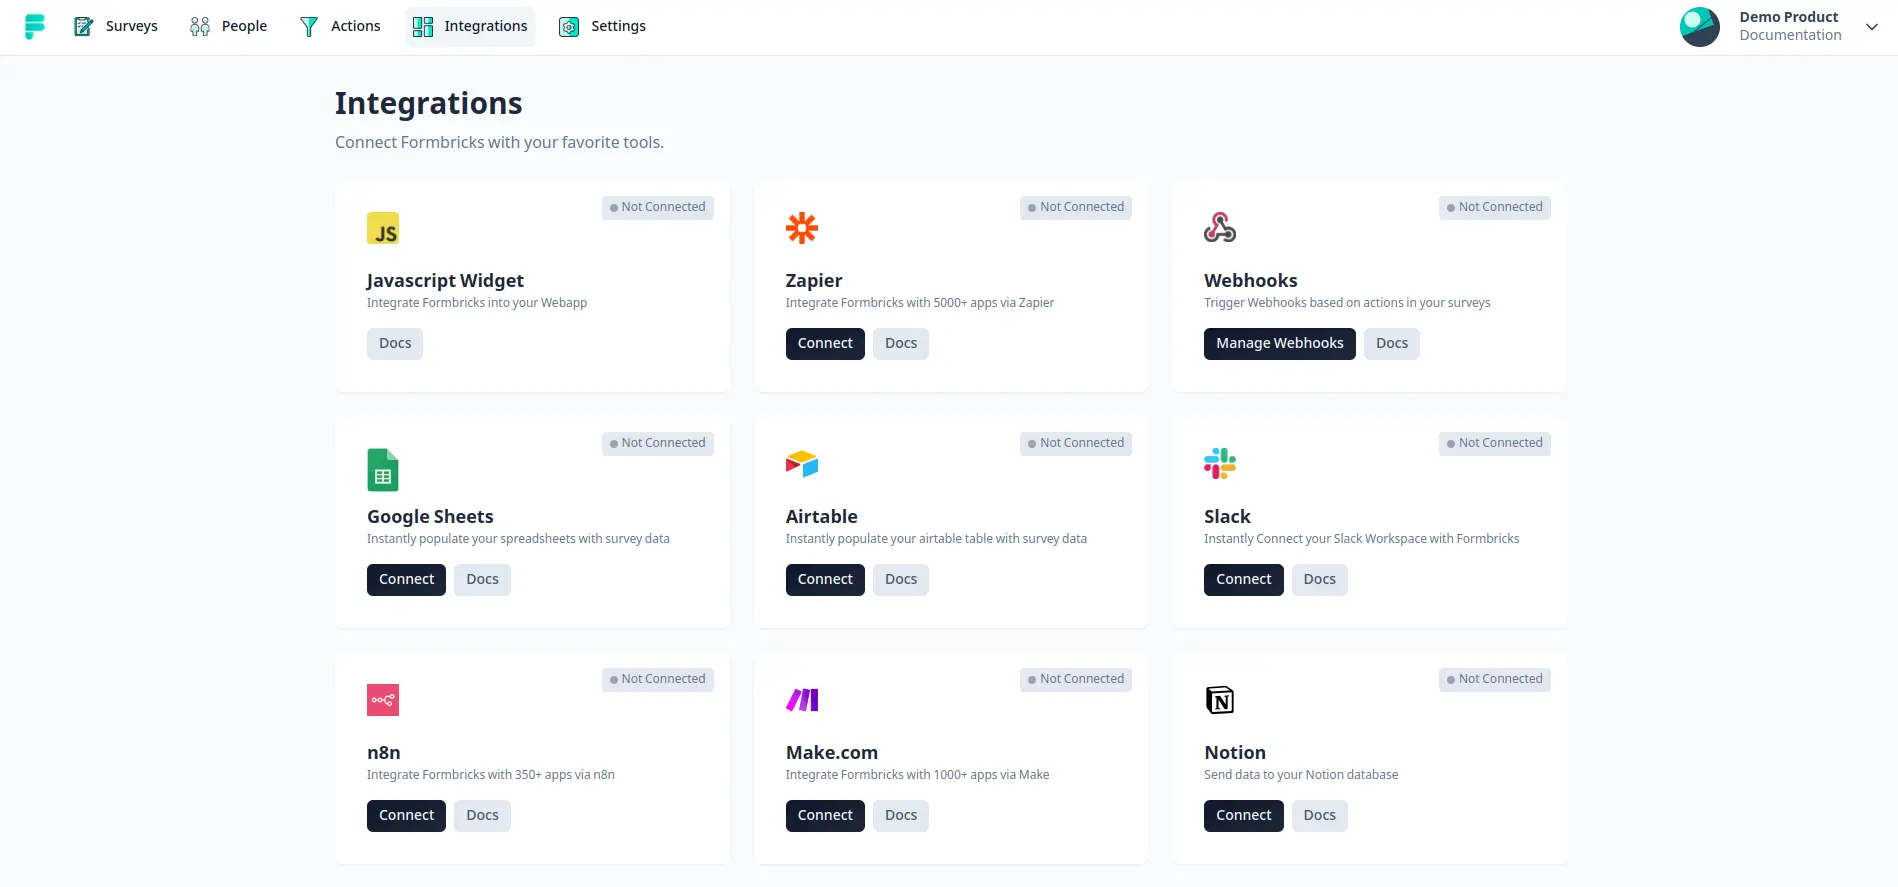 Surveys
People
Actions
Integrations
Settings
Demo Product
Documentation
Integrations
Connect Formbricks with your favorite tools.
Not Connected
JS
Javascript Widget
Integrate Formbricks into your Webapp
Docs
Not Connected
Zapier
Integrate Formbricks with 5000+ apps via Zapier
Connect
Docs
Not Connected
Webhooks
Trigger Webhooks based on actions in your surveys
Manage Webhooks
Docs
Not Connected
Google Sheets
Instantly populate your spreadsheets with survey data
Connect
Docs
Not Connected
Airtable
Instantly populate your airtable table with survey data
Connect
Docs
Not Connected
Slack
Instantly Connect your Slack Workspace with Formbricks
Connect
Docs
Not Connected
n8n
Integrate Formbricks with 350+ apps via n8n
Connect
Docs
Not Connected
Make.com
Integrate Formbricks with 1000+ apps via Make
Connect
Docs
Not Connected
N
Notion
Send data to your Notion database
Connect
Docs